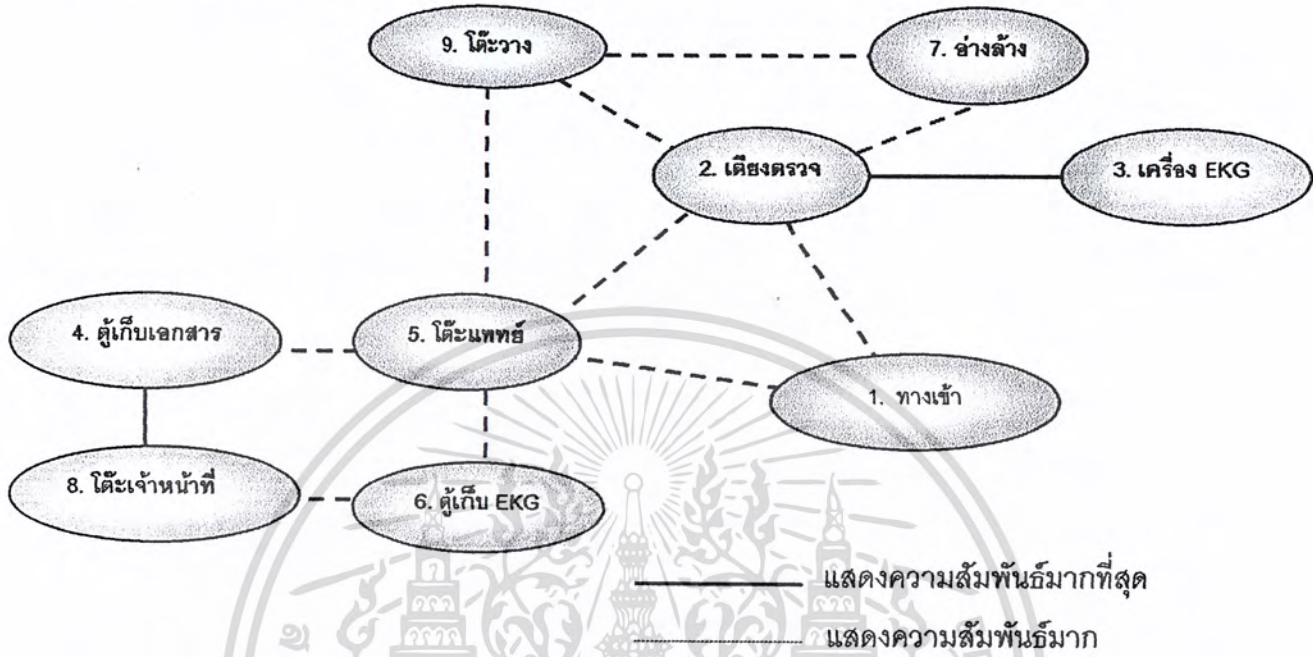 9. โต๊ะวาง
7. อ่างล้าง
2. เตียงตรวจ
3. เครื่อง EKG
4. ตู้เก็บเอกสาร
5. โต๊ะแพทย์
1. ทางเข้า
8. โต๊ะเจ้าหน้าที่
6. ตู้เก็บ EKG
แสดงความสัมพันธ์มากที่สุด
แสดงความสัมพันธ์มาก